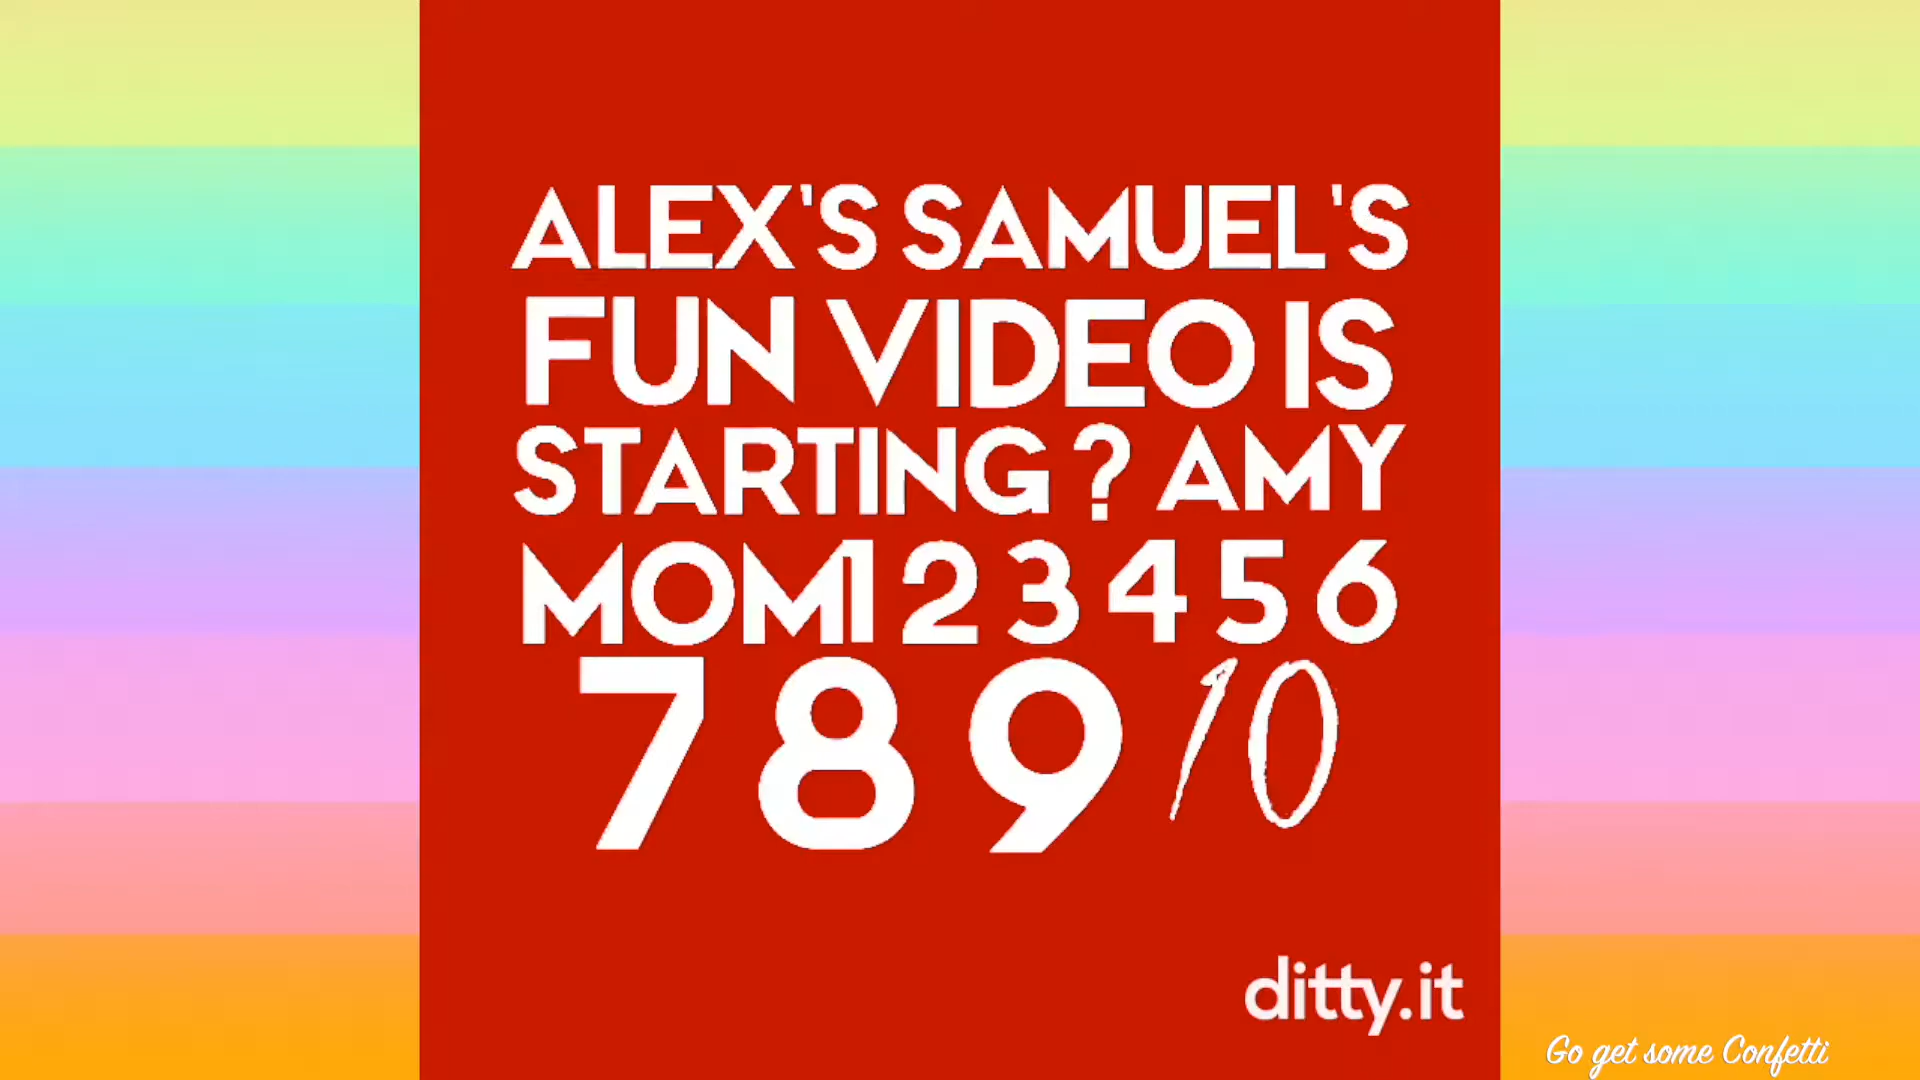 ALEX'S SAMUEL'S
FUN VIDEO IS
STARTING ? AMY
MOM1 2 3 4 5 6
7 8 9 10
ditty.it
Go get some Confetti